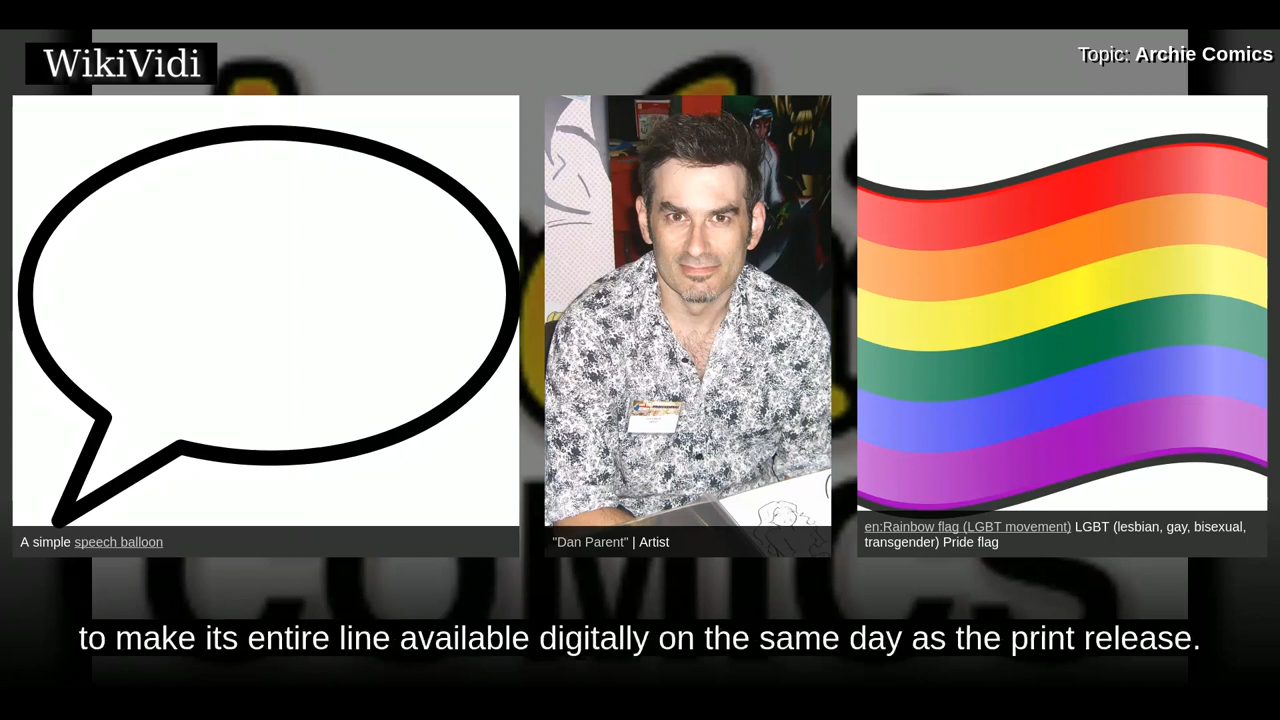 WikiVidi
Topic: Archie Comics
A simple speech balloon
"Dan Parent" | Artist
en:Rainbow flag (LGBT movement) LGBT (lesbian, gay, bisexual,
transgender) Pride flag
COMICS
to make its entire line available digitally on the same day as the print release.